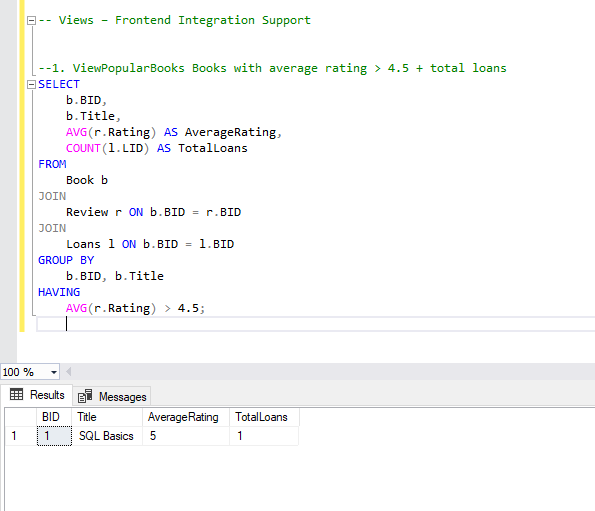 -- Views – Frontend Integration Support
--1. ViewPopularBooks Books with average rating > 4.5 + total loans
SELECT
b.BID,
b.Title,
AVG(r.Rating) AS AverageRating,
COUNT(l.LID) AS TotalLoans
FROM
Book b
JOIN
Review r ON b.BID = r.BID
JOIN
Loans l ON b.BID = l.BID
GROUP BY
b.BID, b.Title
HAVING
AVG(r.Rating) > 4.5;
100 %
Results Messages
BID Title AverageRating TotalLoans
1 1 SQL Basics 5 1